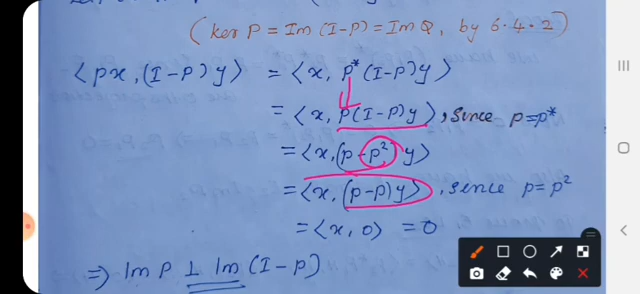 (ker P = Im (I-P) = Im Q, by 6.4.2)
⟨Px, (I-P)y⟩ = ⟨x, P*(I-P)y⟩
= ⟨x, P(I-P)y⟩, since P=P*
= ⟨x, (P-P²)y⟩
= ⟨x, (P-P)y⟩, since P=P²
= ⟨x, 0⟩ = 0
⇒ Im P ⊥ Im (I-P)